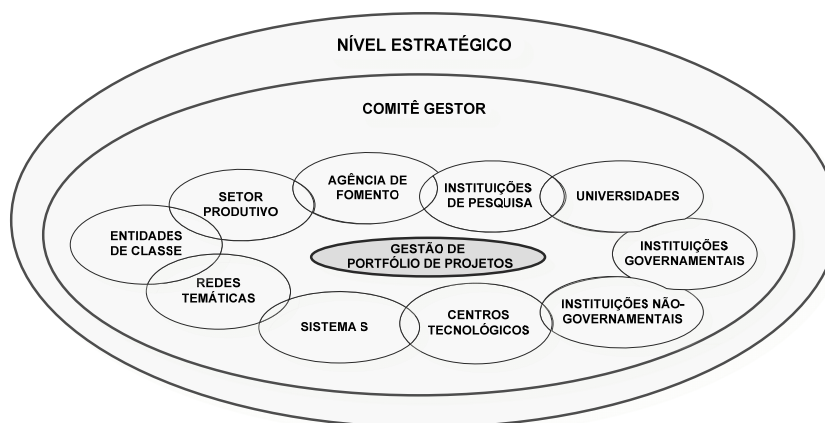 NÍVEL ESTRATÉGICO
COMITÊ GESTOR
AGÊNCIA DE
FOMENTO
INSTITUIÇÕES
DE PESQUISA
UNIVERSIDADES
SETOR
PRODUTIVO
ENTIDADES
DE CLASSE
GESTÃO DE
PORTFÓLIO DE PROJETOS
INSTITUIÇÕES
GOVERNAMENTAIS
REDES
TEMÁTICAS
SISTEMA S
CENTROS
TECNOLÓGICOS
INSTITUIÇÕES NÃO-
GOVERNAMENTAIS